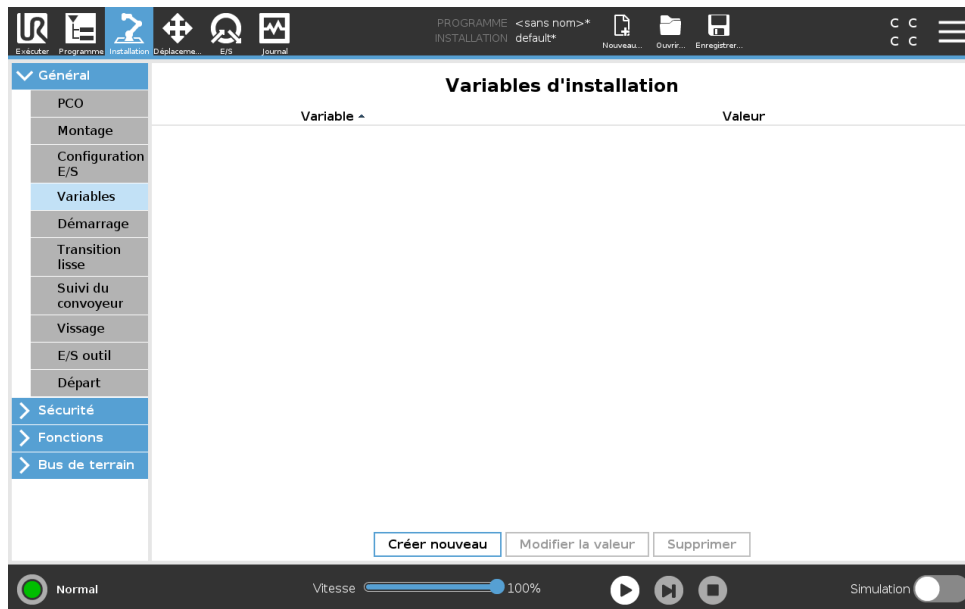 PROGRAMME <sans nom>*
INSTALLATION default*
C C
C C
Exécuter Programme Installation Déplaceme... E/S Journal Nouveau... Ouvrir... Enregistrer...
Général
PCO
Montage
Configuration
E/S
Variables
Démarrage
Transition
lisse
Suivi du
convoyeur
Vissage
E/S outil
Départ
Sécurité
Fonctions
Bus de terrain
Variables d'installation
Variable Valeur
Créer nouveau Modifier la valeur Supprimer
Normal Vitesse 100% Simulation